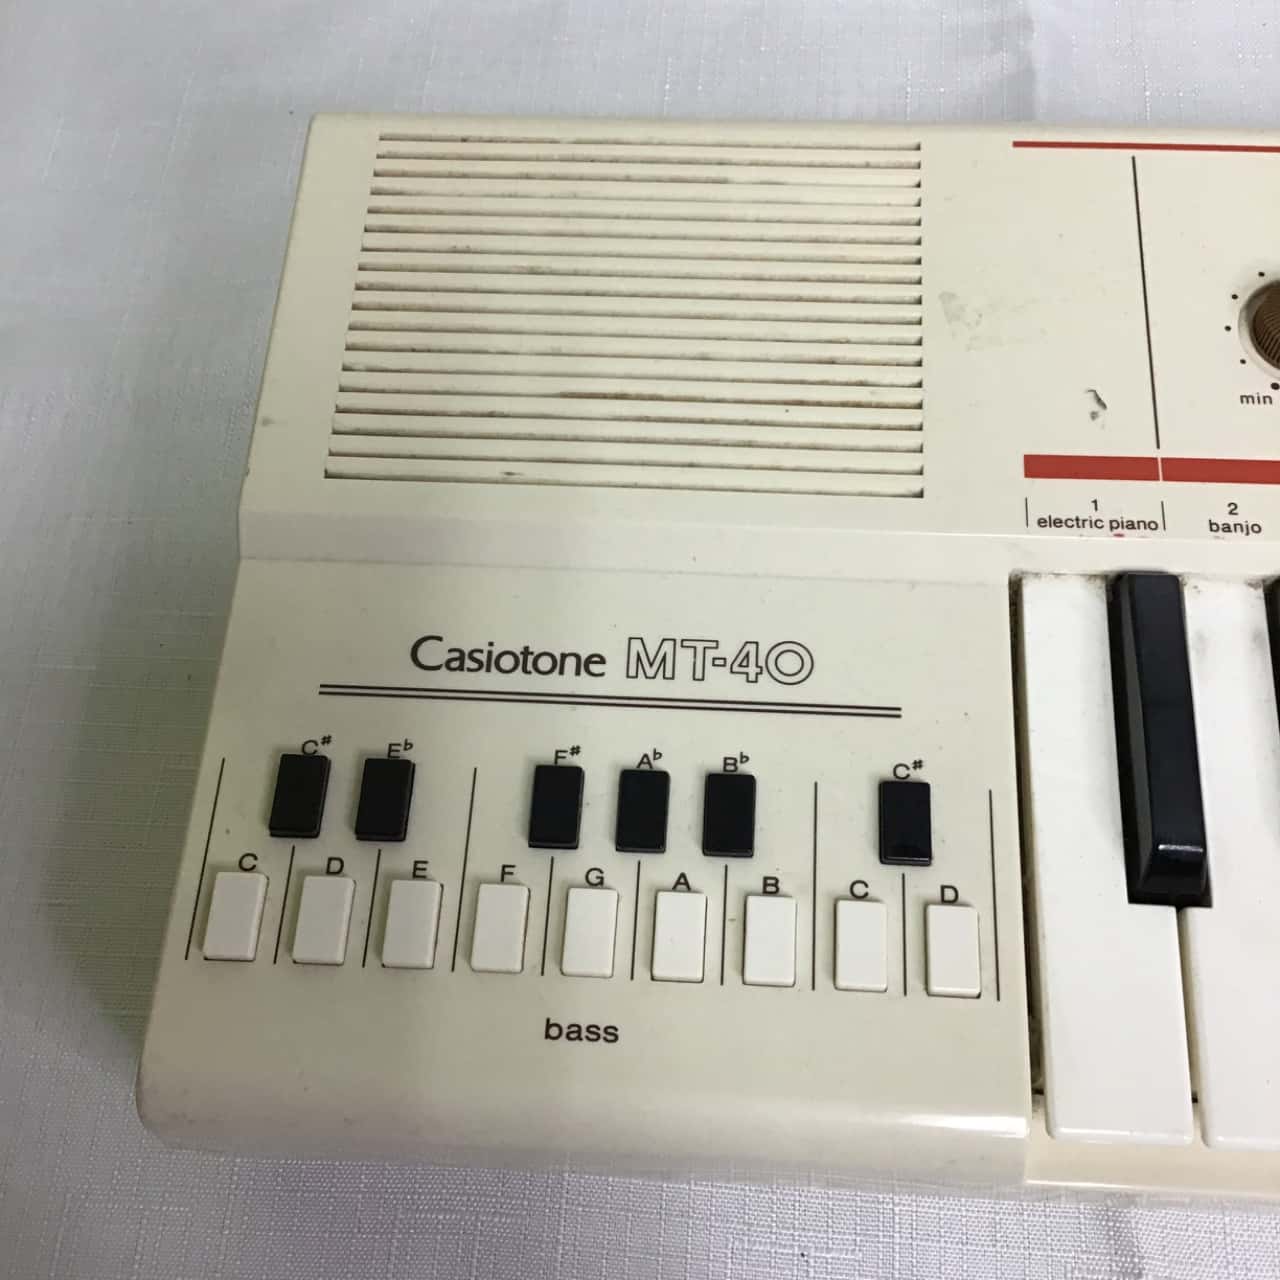 min
1 2
electric piano banjo
Casiotone MT-40
C# E♭ F# A♭ B♭ C#
C D E F G A B C D
bass